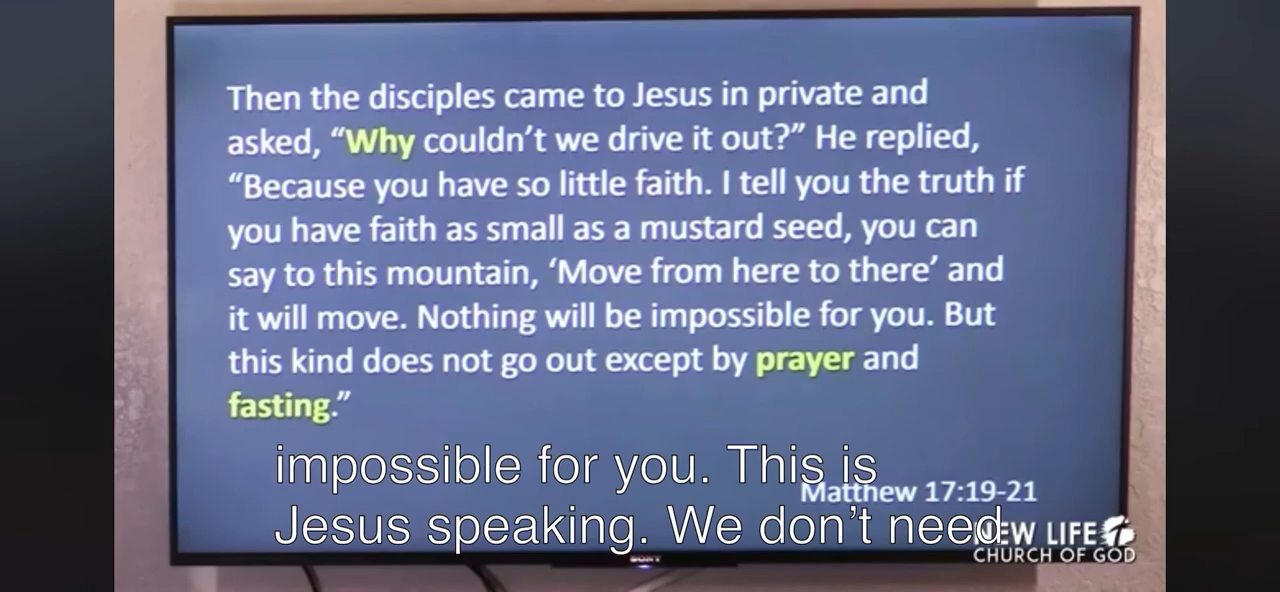 Then the disciples came to Jesus in private and
asked, “Why couldn’t we drive it out?” He replied,
“Because you have so little faith. I tell you the truth if
you have faith as small as a mustard seed, you can
say to this mountain, ‘Move from here to there’ and
it will move. Nothing will be impossible for you. But
this kind does not go out except by prayer and
fasting.”
impossible for you. This is
Matthew 17:19-21
Jesus speaking. We don’t need
NEW LIFE
CHURCH OF GOD
SONY